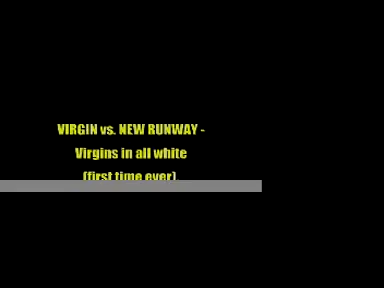 VIRGIN vs. NEW RUNWAY -
Virgins in all white
(first time ever)